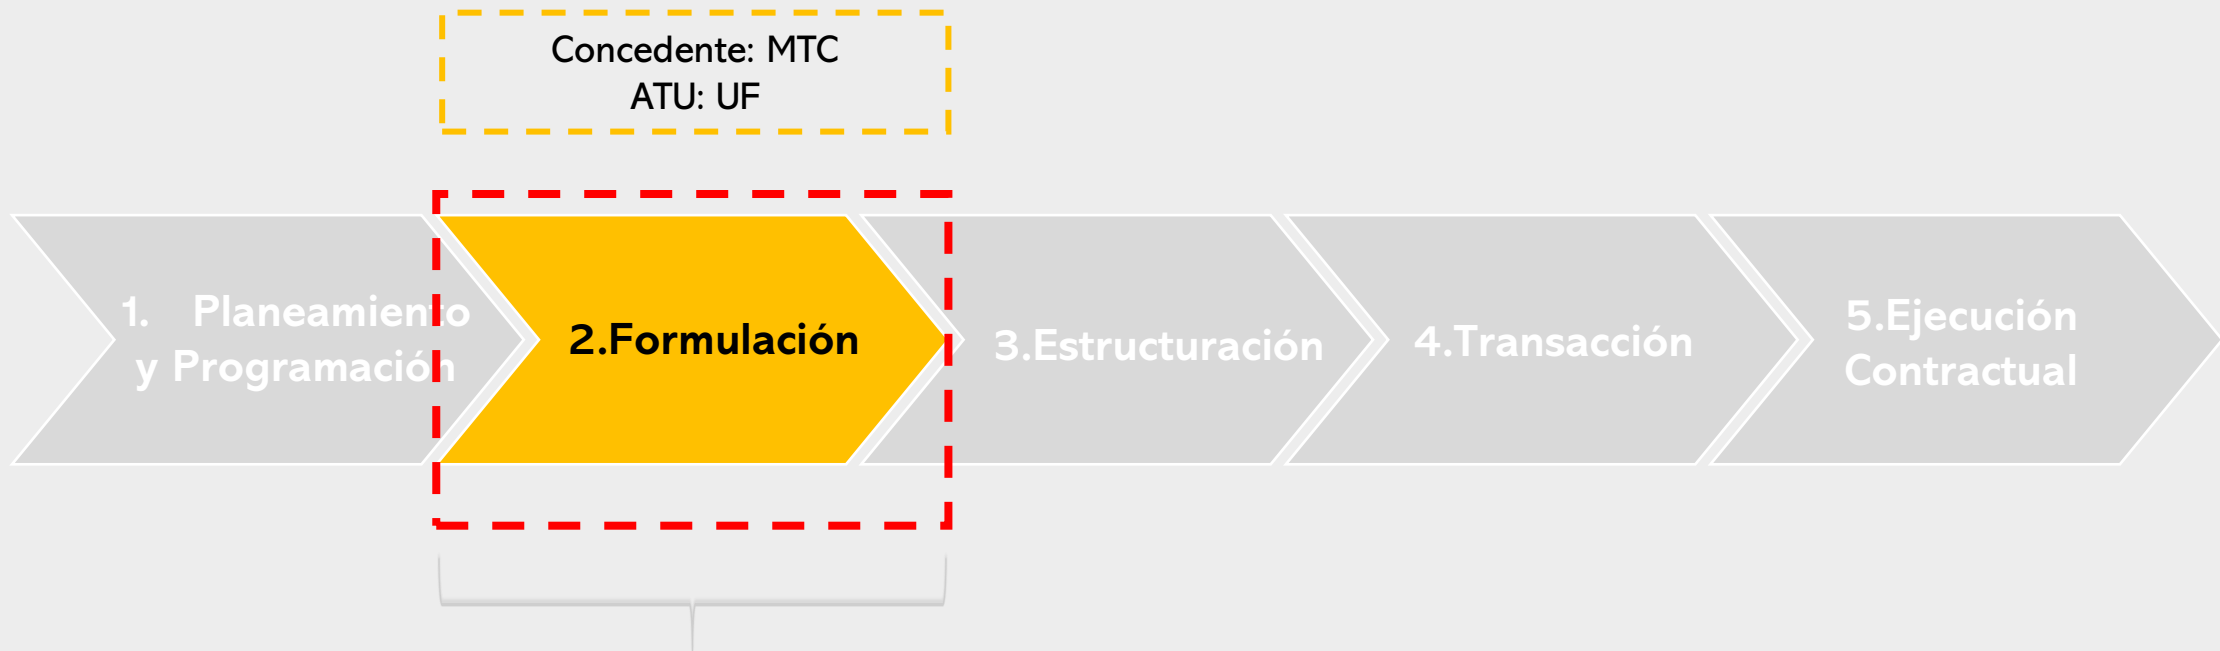 Concedente: MTC
ATU: UF
1. Planeamiento
y Programación
2.Formulación
3.Estructuración
4.Transacción
5.Ejecución
Contractual